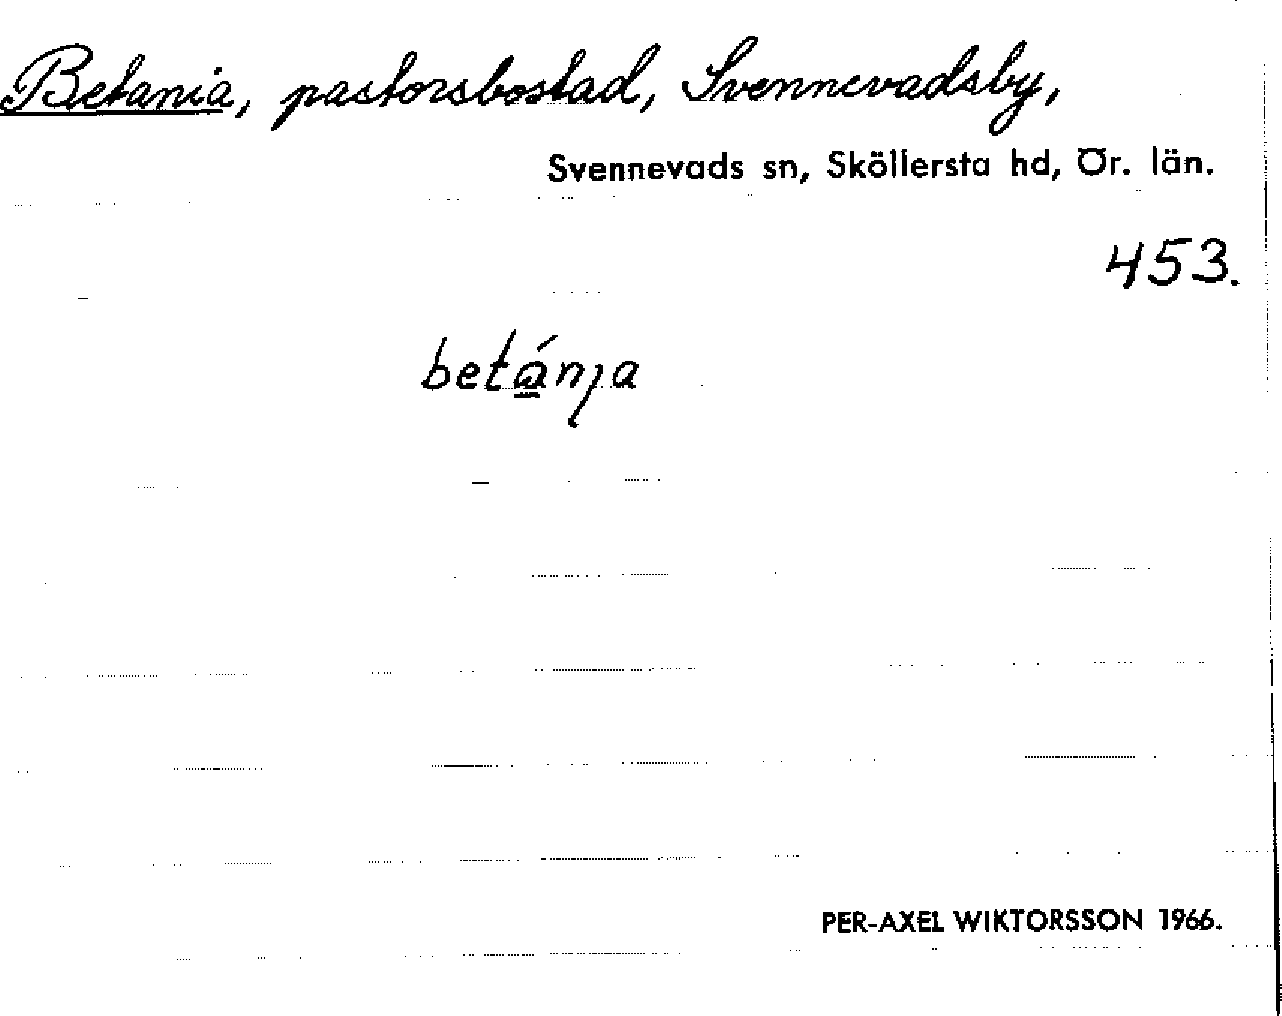 Betania, pastorsbostad, Svennevadsby,
Svennevads sn, Sköllersta hd, Ör. län.
453.
betánja
PER-AXEL WIKTORSSON 1966.